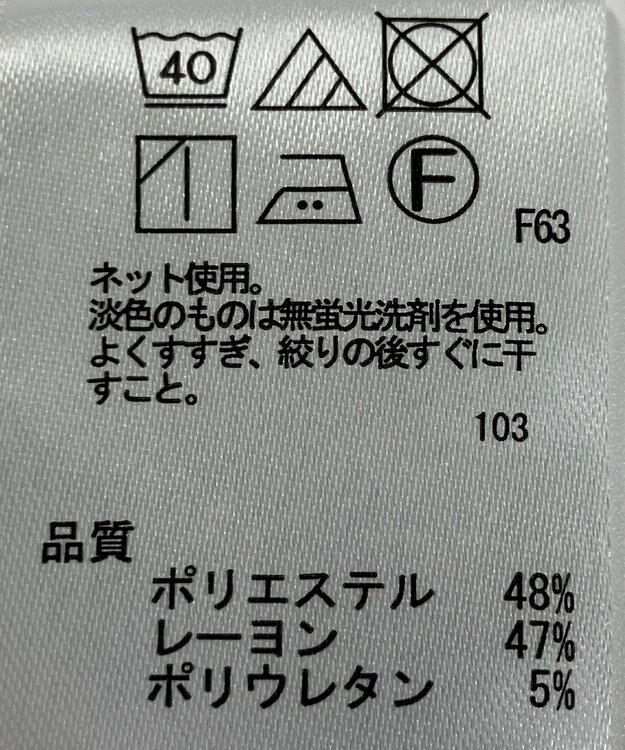 40
F
F63
ネット使用。
淡色のものは無蛍光洗剤を使用。
よくすすぎ、絞りの後すぐに干
すこと。
103
品質
ポリエステル 48%
レーヨン 47%
ポリウレタン 5%